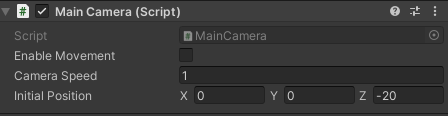 Main Camera (Script)
Script MainCamera
Enable Movement
Camera Speed 1
Initial Position X 0 Y 0 Z -20